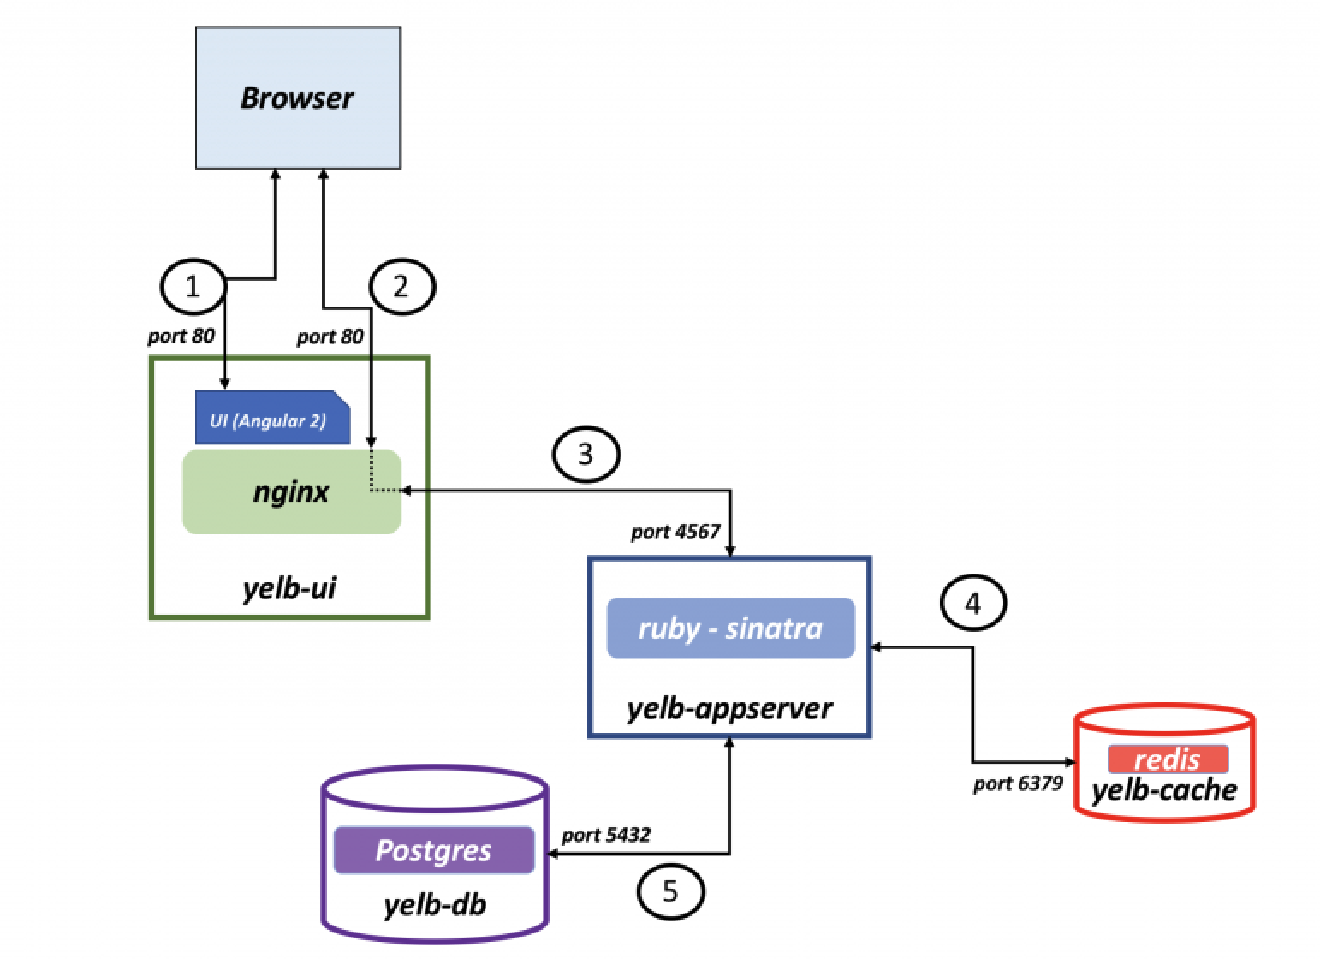 Browser
1
2
port 80
port 80
UI (Angular 2)
nginx
yelb-ui
3
port 4567
ruby - sinatra
yelb-appserver
4
redis
yelb-cache
port 6379
Postgres
yelb-db
port 5432
5